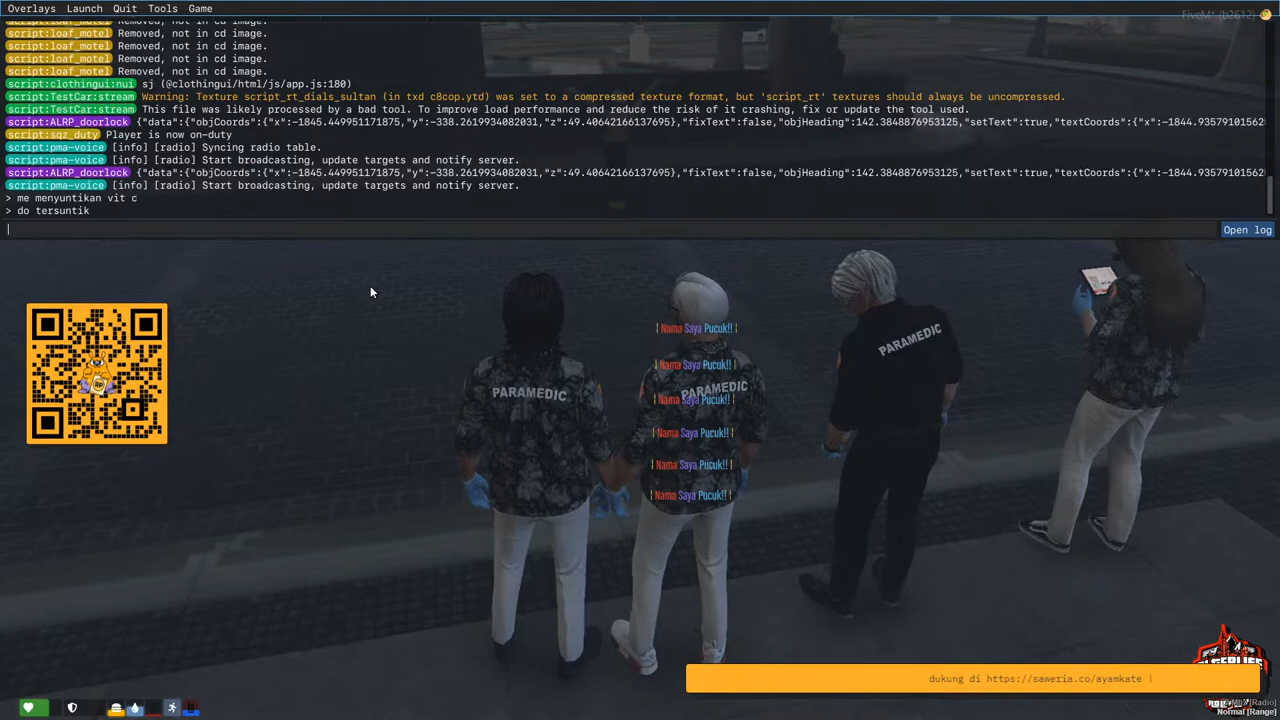 Overlays Launch Quit Tools Game
FiveM* (b2612)
script:loaf_motel Removed, not in cd image.
script:loaf_motel Removed, not in cd image.
script:loaf_motel Removed, not in cd image.
script:loaf_motel Removed, not in cd image.
script:loaf_motel Removed, not in cd image.
script:clothingui:nui sj (@clothingui/html/js/app.js:180)
script:TestCar:stream Warning: Texture script_rt_dials_sultan (in txd c8cop.ytd) was set to a compressed texture format, but 'script_rt' textures should always be uncompressed.
script:TestCar:stream This file was likely processed by a bad tool. To improve load performance and reduce the risk of it crashing, fix or update the tool used.
script:ALRP_doorlock {"data":{"objCoords":{"x":-1845.449951171875,"y":-338.2619934082031,"z":49.40642166137695},"fixText":false,"objHeading":142.3848876953125,"setText":true,"textCoords":{"x":-1844.93579101562
script:sqz_duty Player is now on-duty
script:pma-voice [info] [radio] Syncing radio table.
script:pma-voice [info] [radio] Start broadcasting, update targets and notify server.
script:ALRP_doorlock {"data":{"objCoords":{"x":-1845.449951171875,"y":-338.2619934082031,"z":49.40642166137695},"fixText":false,"objHeading":142.3848876953125,"setText":true,"textCoords":{"x":-1844.93579101562
script:pma-voice [info] [radio] Start broadcasting, update targets and notify server.
> me menyuntikan vit c
> do tersuntik
Open log
| Nama Saya Pucuk!! |
| Nama Saya Pucuk!! |
| Nama Saya Pucuk!! |
| Nama Saya Pucuk!! |
| Nama Saya Pucuk!! |
| Nama Saya Pucuk!! |
PARAMEDIC
PARAMEDIC
PARAMEDIC
dukung di https://saweria.co/ayamkate |
[Radio]
Normal [Range]